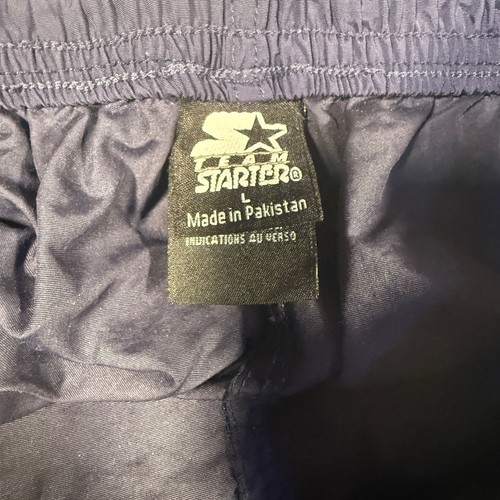 TEAM
STARTER®
L
Made in Pakistan
INDICATIONS AU VERSO